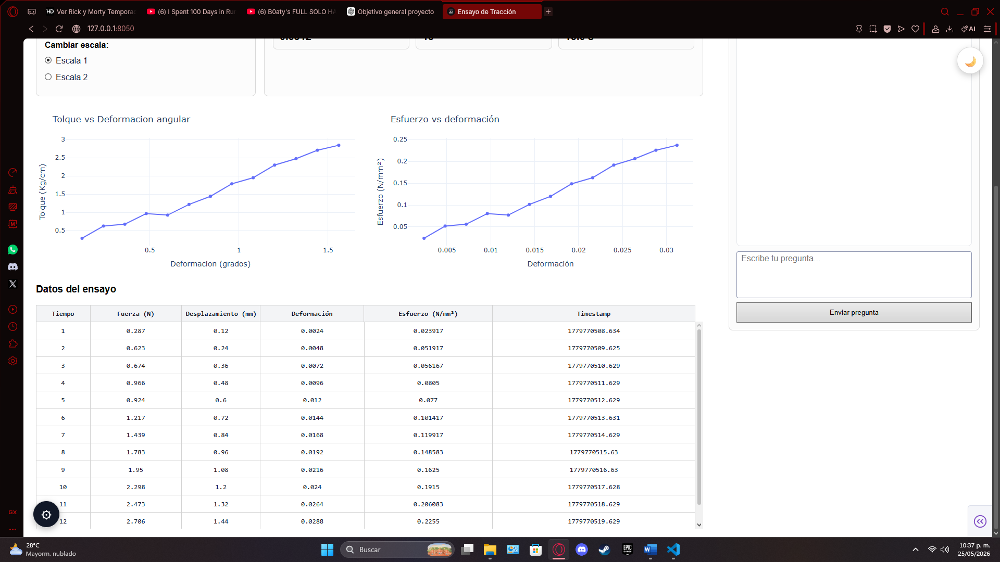 HD Ver Rick y Morty Temporad
(6) I Spent 100 Days in Run
(6) B0aty's FULL SOLO HA
Objetivo general proyecto
Ensayo de Tracción
127.0.0.1:8050
AI
Cambiar escala:
Escala 1
Escala 2
Tolque vs Deformacion angular
3
2.5
2
1.5
1
0.5
Tolque (Kg/cm)
0.5 1 1.5
Deformacion (grados)
Esfuerzo vs deformación
0.25
0.2
0.15
0.1
0.05
Esfuerzo (N/mm²)
0.005 0.01 0.015 0.02 0.025 0.03
Deformación
Escribe tu pregunta...
Enviar pregunta
Datos del ensayo
Tiempo Fuerza (N) Desplazamiento (mm) Deformación Esfuerzo (N/mm²) Timestamp
1 0.287 0.12 0.0024 0.023917 1779770508.634
2 0.623 0.24 0.0048 0.051917 1779770509.625
3 0.674 0.36 0.0072 0.056167 1779770510.629
4 0.966 0.48 0.0096 0.0805 1779770511.629
5 0.924 0.6 0.012 0.077 1779770512.629
6 1.217 0.72 0.0144 0.101417 1779770513.631
7 1.439 0.84 0.0168 0.119917 1779770514.629
8 1.783 0.96 0.0192 0.148583 1779770515.63
9 1.95 1.08 0.0216 0.1625 1779770516.63
10 2.298 1.2 0.024 0.1915 1779770517.628
11 2.473 1.32 0.0264 0.206083 1779770518.629
12 2.706 1.44 0.0288 0.2255 1779770519.629
GX
28°C
Mayorm. nublado
Buscar
EPIC GAMES
10:37 p. m.
25/05/2026